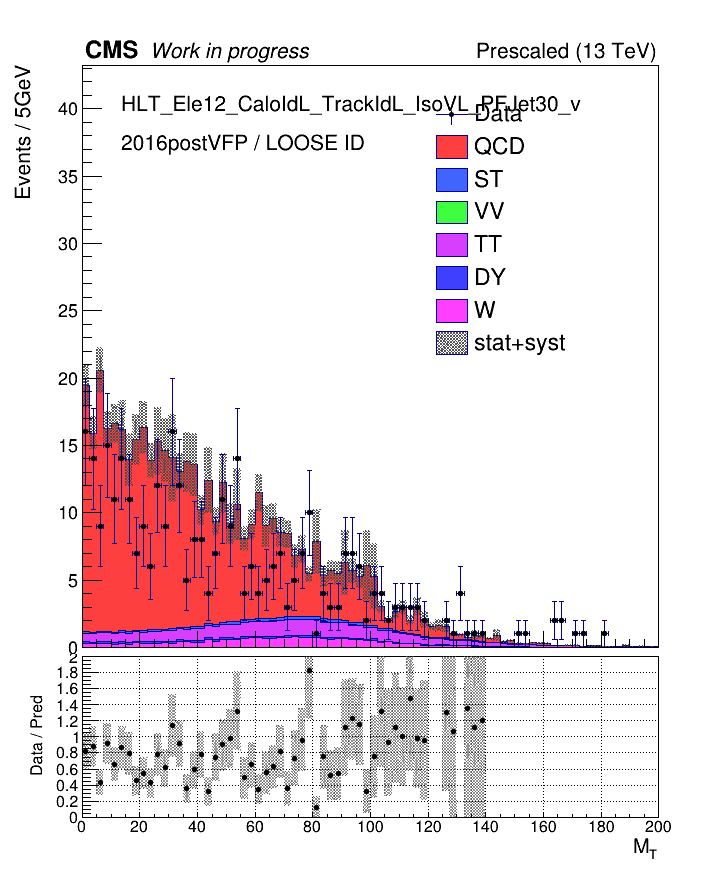 CMS Work in progress Prescaled (13 TeV)
Events / 5GeV
HLT_Ele12_CaloIdL_TrackIdL_IsoVL_PFJet30_v
Data
2016postVFP / LOOSE ID
QCD
ST
VV
TT
DY
W
stat+syst
40
35
30
25
20
15
10
5
0
Data / Pred
2
1.8
1.6
1.4
1.2
1
0.8
0.6
0.4
0.2
0
0 20 40 60 80 100 120 140 160 180 200
M_T